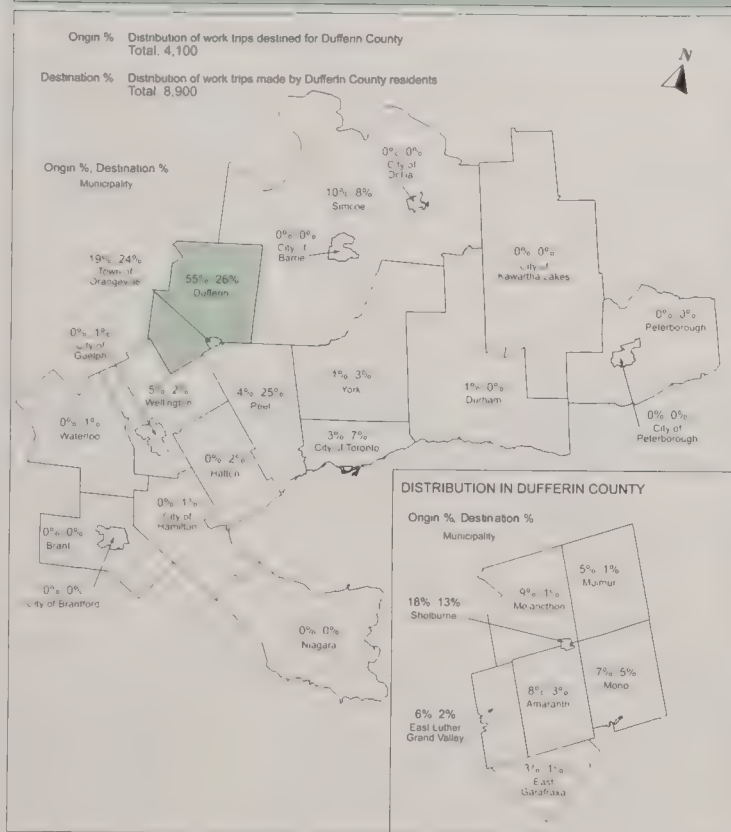 Origin % Distribution of work trips destined for Dufferin County
Total. 4,100
Destination % Distribution of work trips made by Dufferin County residents
Total 8,900
N
Origin %, Destination %
Municipality
0% 0%
City of
Orillia
10% 8%
Simcoe
0% 0%
City of
Barrie
19% 24%
Town of
Orangeville
55% 26%
Dufferin
0% 0%
City of
Kawartha Lakes
0% 0%
Peterborough
0% 1%
City of
Guelph
5% 2%
Wellington
4% 25%
Peel
1% 3%
York
1% 0%
Durham
0% 0%
City of
Peterborough
0% 1%
Waterloo
3% 7%
City of Toronto
0% 2%
Halton
0% 1%
City of
Hamilton
0% 0%
Brant
0% 0%
City of Brantford
0% 0%
Niagara
DISTRIBUTION IN DUFFERIN COUNTY
Origin %, Destination %
Municipality
5% 1%
Mulmur
9% 1%
Melancthon
18% 13%
Shelburne
7% 5%
Mono
8% 3%
Amaranth
6% 2%
East Luther
Grand Valley
3% 1%
East
Garafraxa